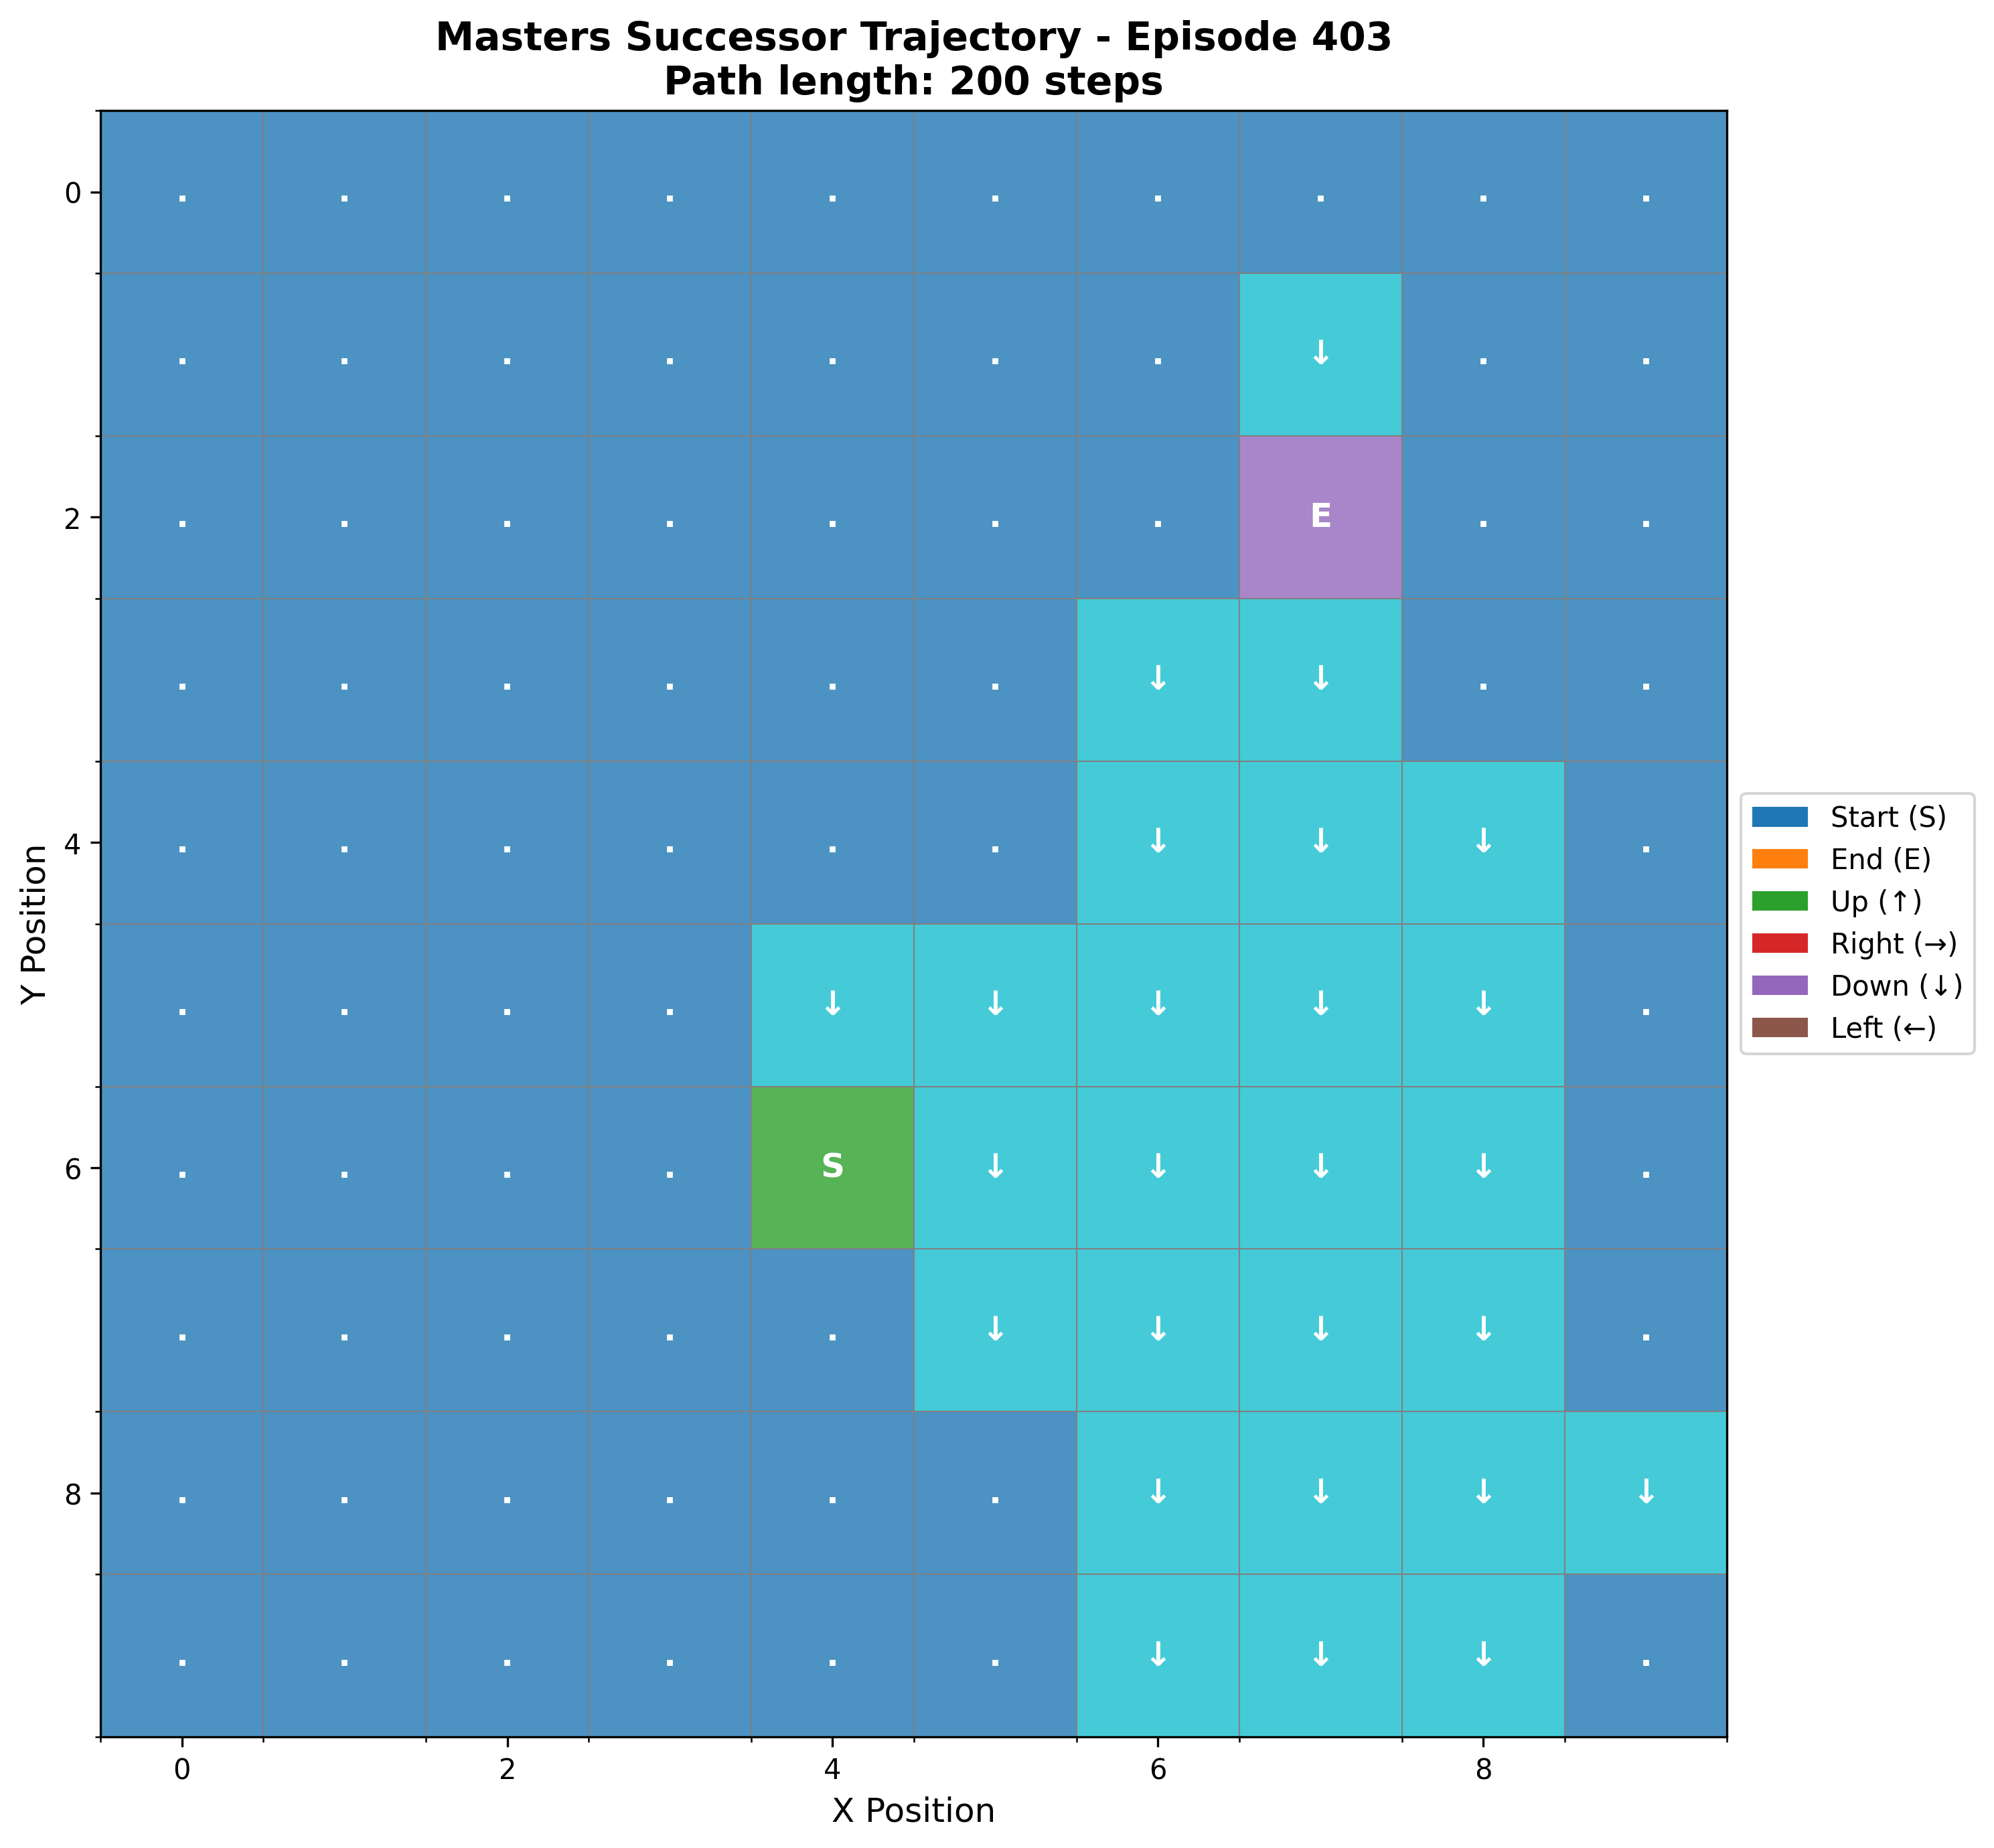 Masters Successor Trajectory - Episode 403
Path length: 200 steps
0 . . . . . . . . . .
. . . . . . . ↓ . .
2 . . . . . . . E . .
. . . . . . ↓ ↓ . .
4 . . . . . . ↓ ↓ ↓ .
. . . . ↓ ↓ ↓ ↓ ↓ .
6 . . . . S ↓ ↓ ↓ ↓ .
. . . . . ↓ ↓ ↓ ↓ .
8 . . . . . . ↓ ↓ ↓ ↓
. . . . . . ↓ ↓ ↓ .
0 2 4 6 8
X Position
Y Position
Start (S)
End (E)
Up (↑)
Right (→)
Down (↓)
Left (←)